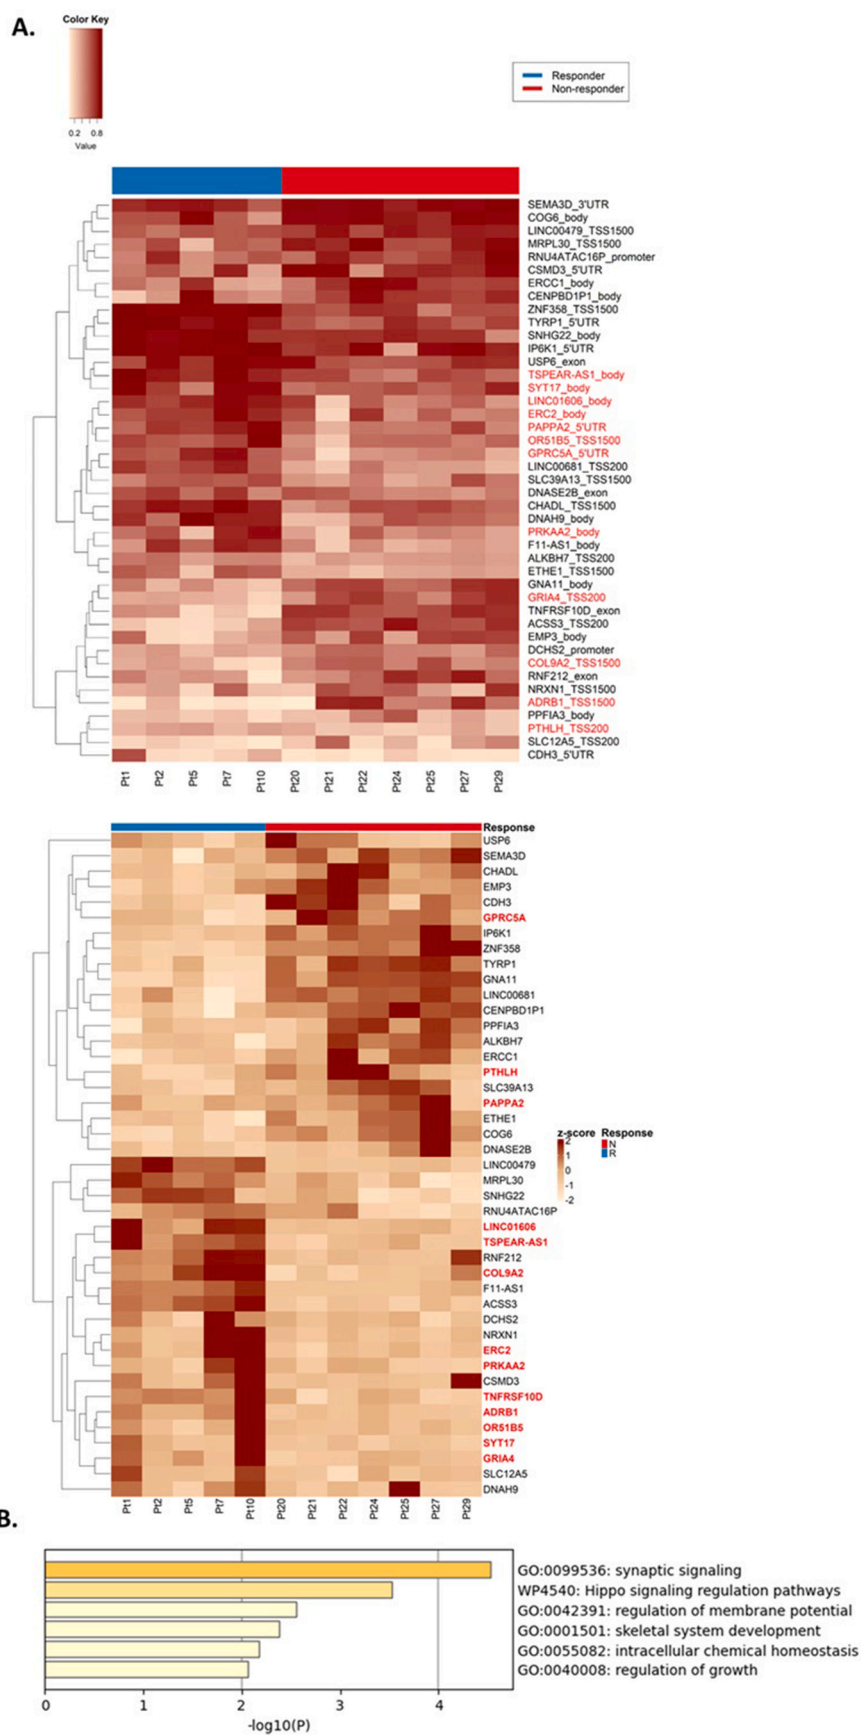 A.
Color Key
0.2 0.8
Value
Responder
Non-responder
SEMA3D_3'UTR
COG6_body
LINC00479_TSS1500
MRPL30_TSS1500
RNU4ATAC16P_promoter
CSMD3_5'UTR
ERCC1_body
CENPBD1P1_body
ZNF358_TSS1500
TYRP1_5'UTR
SNHG22_body
IP6K1_5'UTR
USP6_exon
TSPEAR-AS1_body
SYT17_body
LINC01606_body
ERC2_body
PAPPA2_5'UTR
OR51B5_TSS1500
GPRC5A_5'UTR
LINC00681_TSS200
SLC39A13_TSS1500
DNASE2B_exon
CHADL_TSS1500
DNAH9_body
PRKAA2_body
F11-AS1_body
ALKBH7_TSS200
ETHE1_TSS1500
GNA11_body
GRIA4_TSS200
TNFRSF10D_exon
ACSS3_TSS200
EMP3_body
DCHS2_promoter
COL9A2_TSS1500
RNF212_exon
NRXN1_TSS1500
ADRB1_TSS1500
PPFIA3_body
PTHLH_TSS200
SLC12A5_TSS200
CDH3_5'UTR
Pt1 Pt2 Pt5 Pt7 Pt10 Pt20 Pt21 Pt22 Pt24 Pt25 Pt27 Pt29
Response
USP6
SEMA3D
CHADL
EMP3
CDH3
GPRC5A
IP6K1
ZNF358
TYRP1
GNA11
LINC00681
CENPBD1P1
PPFIA3
ALKBH7
ERCC1
PTHLH
SLC39A13
PAPPA2
ETHE1
COG6
DNASE2B
LINC00479
MRPL30
SNHG22
RNU4ATAC16P
LINC01606
TSPEAR-AS1
RNF212
COL9A2
F11-AS1
ACSS3
DCHS2
NRXN1
ERC2
PRKAA2
CSMD3
TNFRSF10D
ADRB1
OR51B5
SYT17
GRIA4
SLC12A5
DNAH9
z-score Response
2 N
1 R
0
-1
-2
Pt1 Pt2 Pt5 Pt7 Pt10 Pt20 Pt21 Pt22 Pt24 Pt25 Pt27 Pt29
B.
GO:0099536: synaptic signaling
WP4540: Hippo signaling regulation pathways
GO:0042391: regulation of membrane potential
GO:0001501: skeletal system development
GO:0055082: intracellular chemical homeostasis
GO:0040008: regulation of growth
0 1 2 3 4
-log10(P)